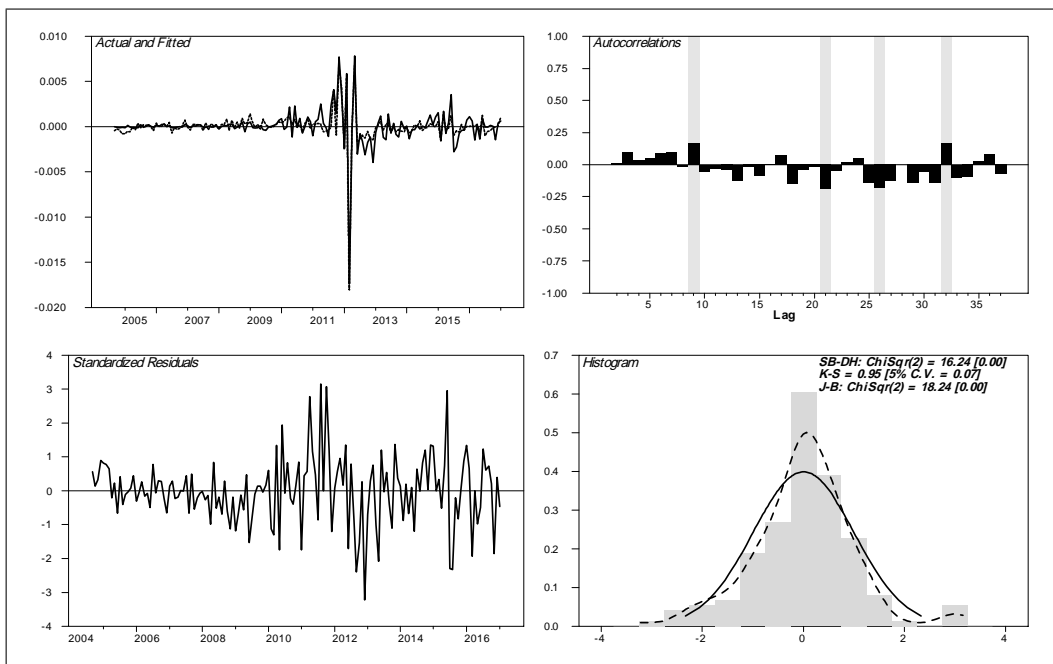 Actual and Fitted
0.010
0.005
0.000
-0.005
-0.010
-0.015
-0.020
2005 2007 2009 2011 2013 2015
Autocorrelations
1.00
0.75
0.50
0.25
0.00
-0.25
-0.50
-0.75
-1.00
5 10 15 20 25 30 35
Lag
Standardized Residuals
4
3
2
1
0
-1
-2
-3
-4
2004 2006 2008 2010 2012 2014 2016
Histogram
SB-DH: ChiSqr(2) = 16.24 [0.00]
K-S = 0.95 [5% C.V. = 0.07]
J-B: ChiSqr(2) = 18.24 [0.00]
0.7
0.6
0.5
0.4
0.3
0.2
0.1
0.0
-4 -2 0 2 4